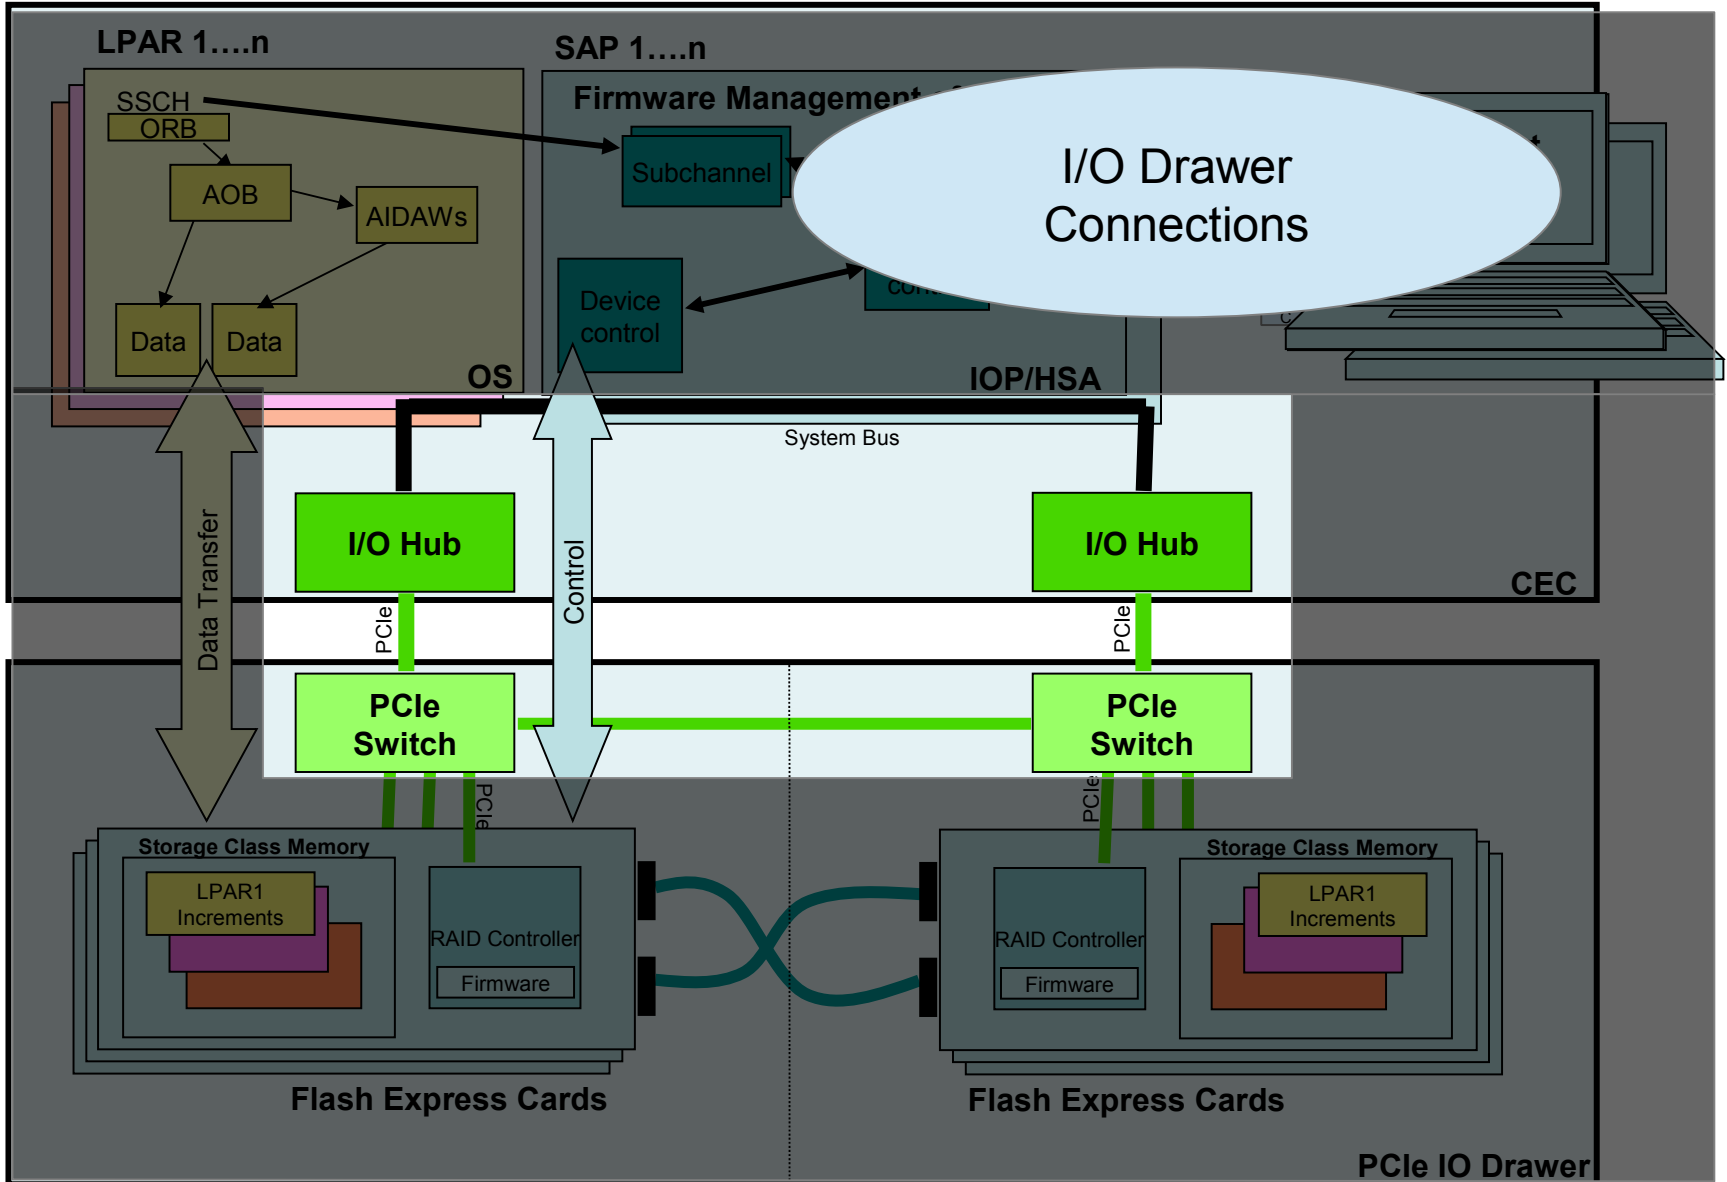 LPAR 1….n
SAP 1….n
SSCH
ORB
AOB
AIDAWs
Data
Data
OS
Firmware Management
Subchannel
Device
control
IOP/HSA
I/O Drawer
Connections
System Bus
I/O Hub
I/O Hub
CEC
Data Transfer
Control
PCIe
PCIe
PCIe
Switch
PCIe
Switch
PCIe
PCIe
Storage Class Memory
LPAR1
Increments
RAID Controller
Firmware
Storage Class Memory
LPAR1
Increments
RAID Controller
Firmware
Flash Express Cards
Flash Express Cards
PCIe IO Drawer